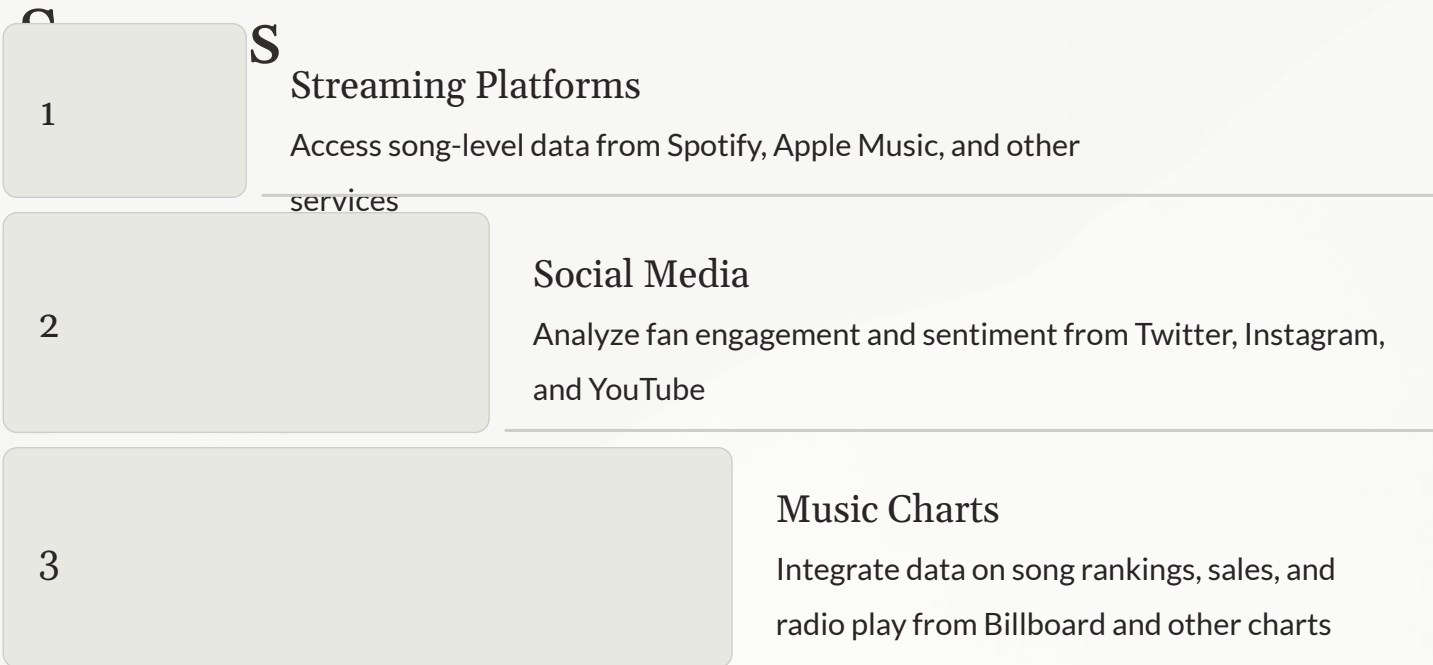 1
Streaming Platforms
Access song-level data from Spotify, Apple Music, and other
services
2
Social Media
Analyze fan engagement and sentiment from Twitter, Instagram,
and YouTube
3
Music Charts
Integrate data on song rankings, sales, and
radio play from Billboard and other charts